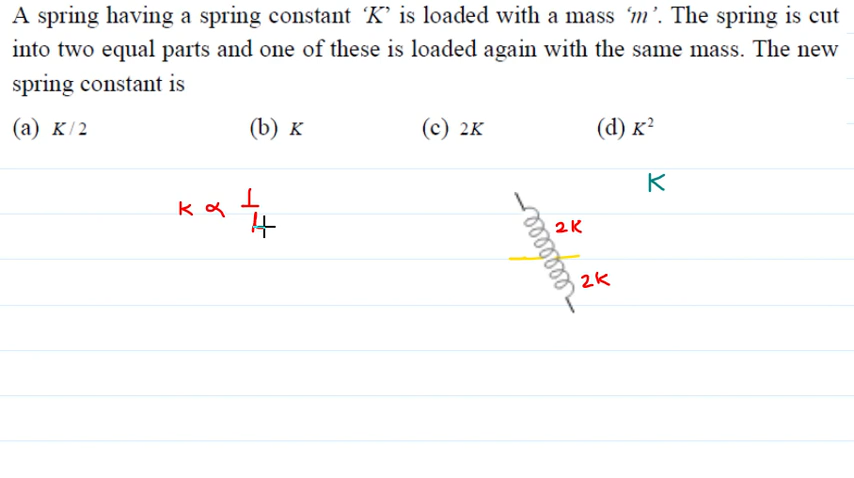 A spring having a spring constant ‘K’ is loaded with a mass ‘m’. The spring is cut
into two equal parts and one of these is loaded again with the same mass. The new
spring constant is
(a) K/2 (b) K (c) 2K (d) K²
K
K ∝ 1
2K
2K